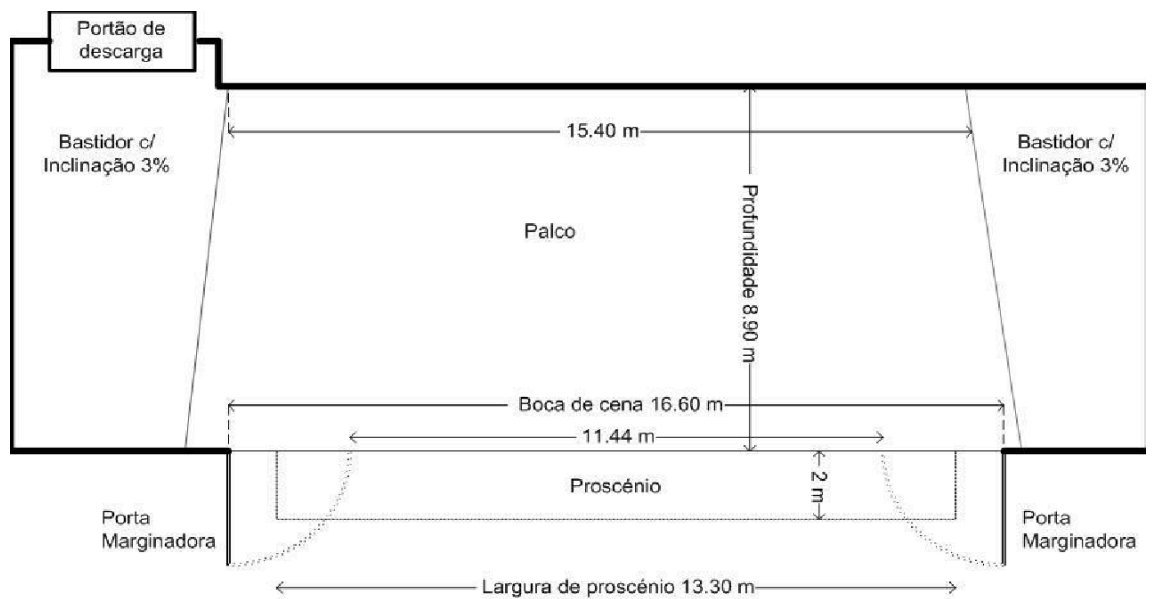 Portão de
descarga
15.40 m
Bastidor c/
Inclinação 3%
Bastidor c/
Inclinação 3%
Palco
Profundidade 8.90 m
Boca de cena 16.60 m
11.44 m
Proscénio
2 m
Porta
Marginadora
Porta
Marginadora
Largura de proscénio 13.30 m